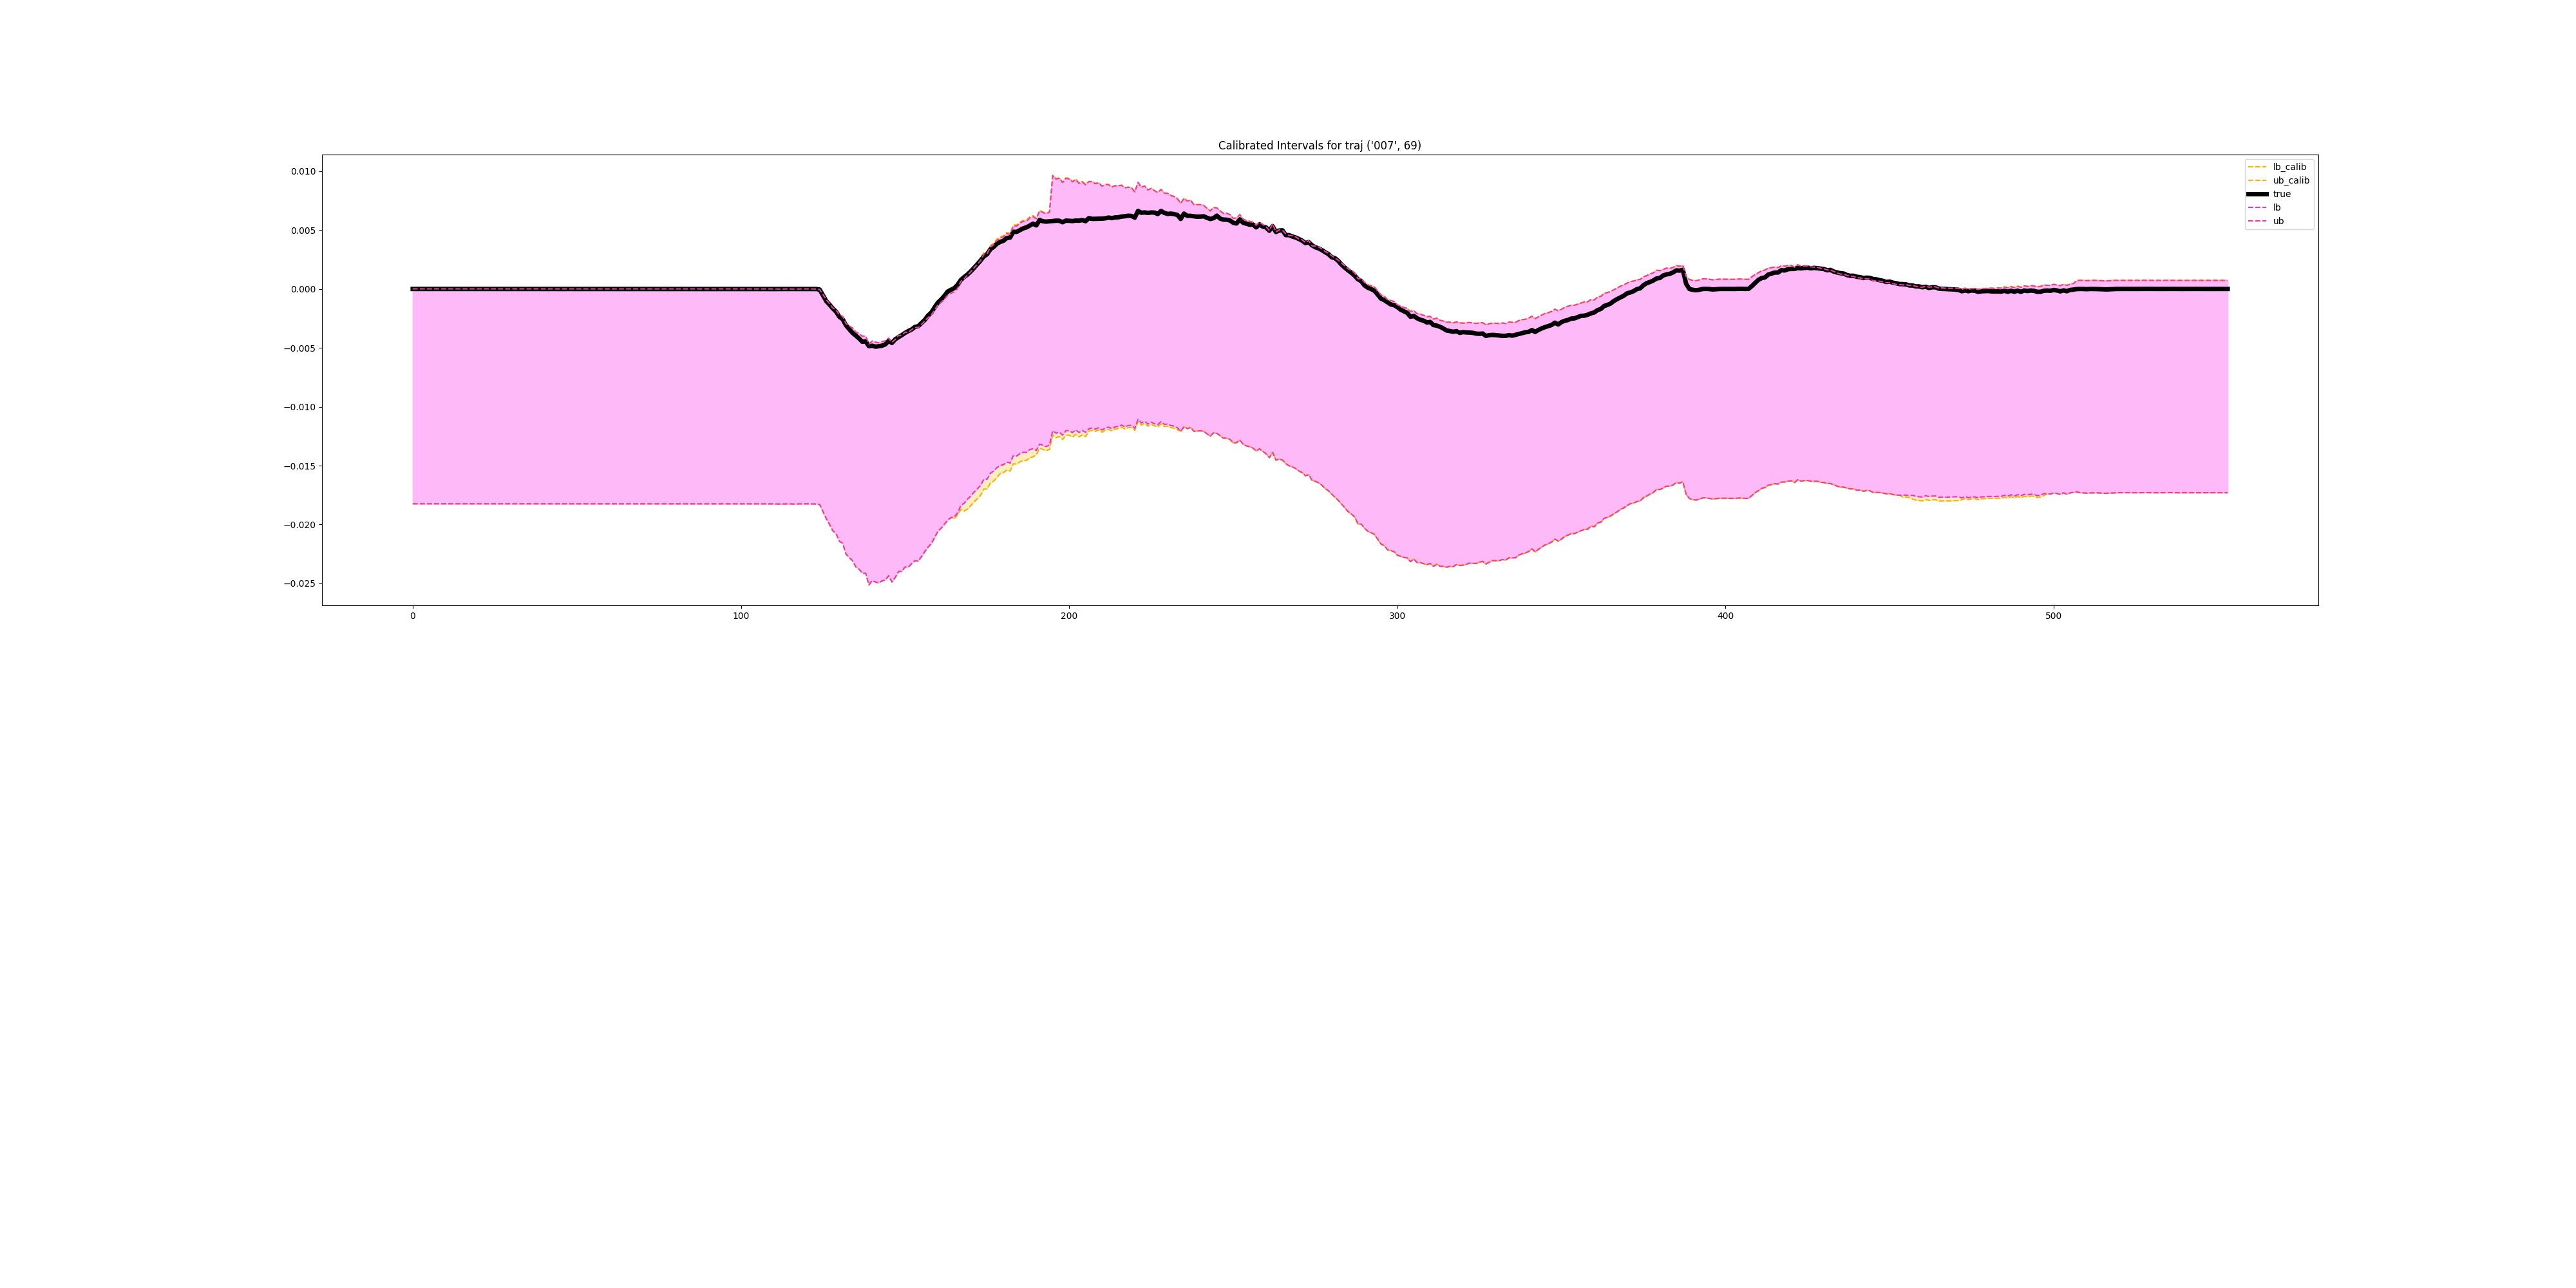 Calibrated Intervals for traj ('007', 69)
0.010
0.005
0.000
−0.005
−0.010
−0.015
−0.020
−0.025
0 100 200 300 400 500
lb_calib
ub_calib
true
lb
ub